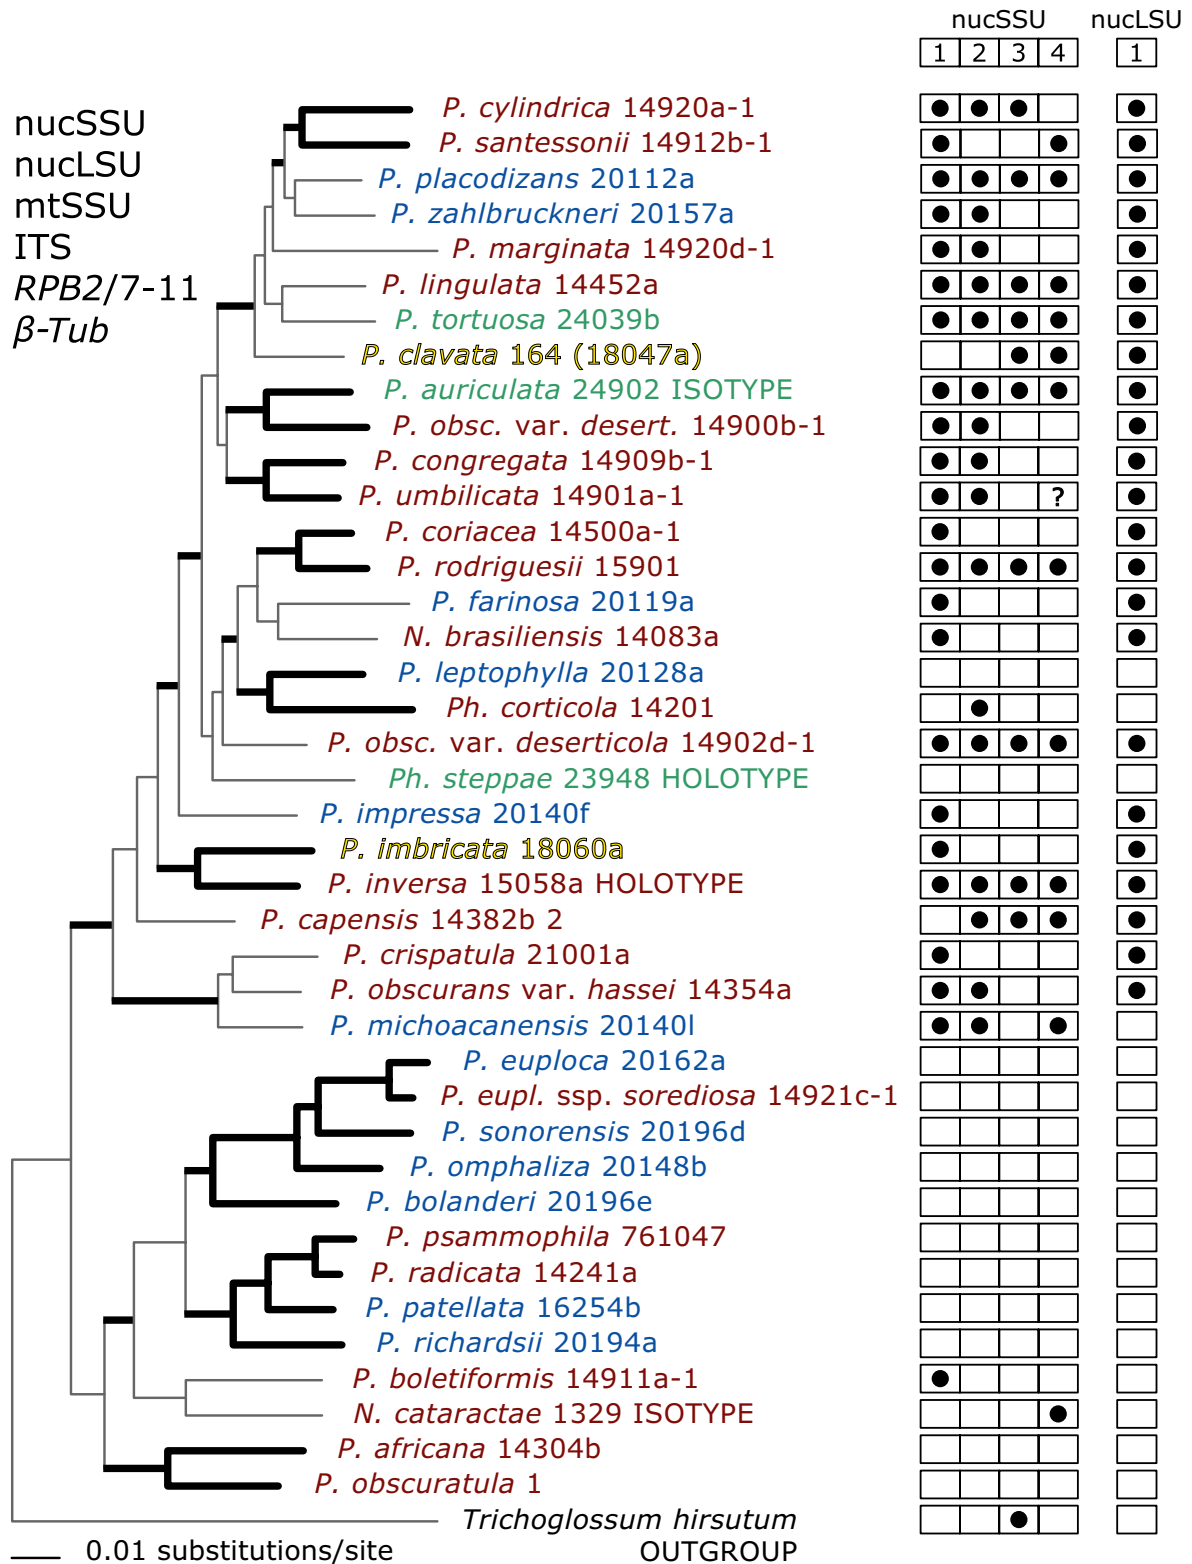 nucSSU nucLSU
1 2 3 4 1
nucSSU
nucLSU
mtSSU
ITS
RPB2/7-11
β-Tub
P. cylindrica 14920a-1
P. santessonii 14912b-1
P. placodizans 20112a
P. zahlbruckneri 20157a
P. marginata 14920d-1
P. lingulata 14452a
P. tortuosa 24039b
P. clavata 164 (18047a)
P. auriculata 24902 ISOTYPE
P. obsc. var. desert. 14900b-1
P. congregata 14909b-1
P. umbilicata 14901a-1 ?
P. coriacea 14500a-1
P. rodriguesii 15901
P. farinosa 20119a
N. brasiliensis 14083a
P. leptophylla 20128a
Ph. corticola 14201
P. obsc. var. deserticola 14902d-1
Ph. steppae 23948 HOLOTYPE
P. impressa 20140f
P. imbricata 18060a
P. inversa 15058a HOLOTYPE
P. capensis 14382b 2
P. crispatula 21001a
P. obscurans var. hassei 14354a
P. michoacanensis 20140l
P. euploca 20162a
P. eupl. ssp. sorediosa 14921c-1
P. sonorensis 20196d
P. omphaliza 20148b
P. bolanderi 20196e
P. psammophila 761047
P. radicata 14241a
P. patellata 16254b
P. richardsii 20194a
P. boletiformis 14911a-1
N. cataractae 1329 ISOTYPE
P. africana 14304b
P. obscuratula 1
Trichoglossum hirsutum
OUTGROUP
0.01 substitutions/site